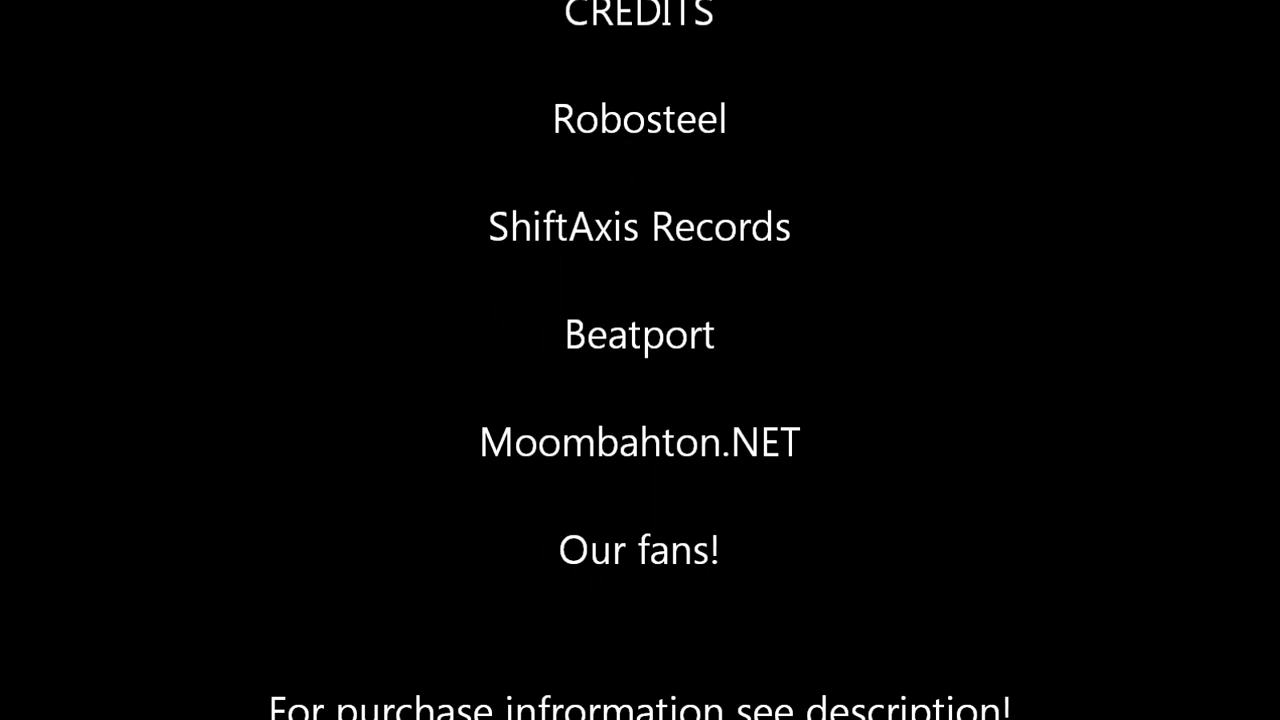 CREDITS
Robosteel
ShiftAxis Records
Beatport
Moombahton.NET
Our fans!
For purchase infrormation see description!